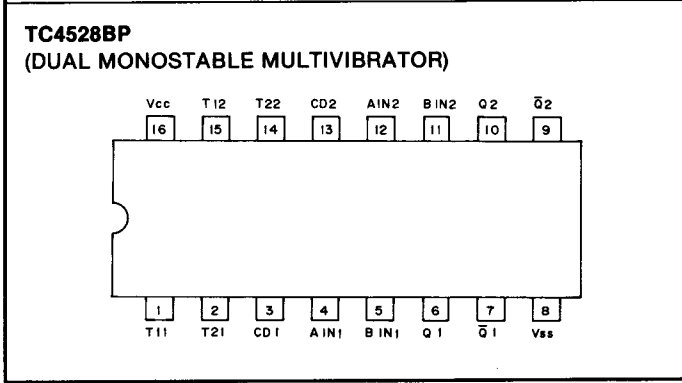 TC4528BP
(DUAL MONOSTABLE MULTIVIBRATOR)
Vcc T12 T22 CD2 AIN2 BIN2 Q2 Q̅2
16 15 14 13 12 11 10 9
1 2 3 4 5 6 7 8
T11 T21 CD1 AIN1 BIN1 Q1 Q̅1 Vss